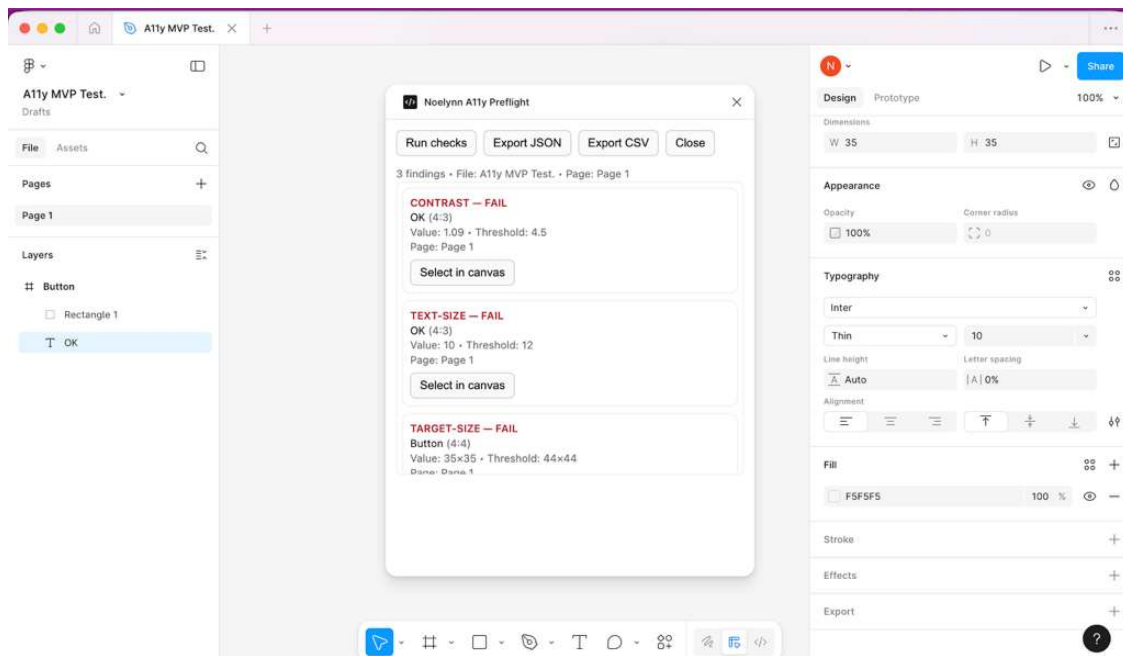 A11y MVP Test.
A11y MVP Test.
Drafts
File Assets
Pages
Page 1
Layers
Button
Rectangle 1
T OK
Noelynn A11y Preflight
Run checks Export JSON Export CSV Close
3 findings • File: A11y MVP Test. • Page: Page 1
CONTRAST — FAIL
OK (4:3)
Value: 1.09 • Threshold: 4.5
Page: Page 1
Select in canvas
TEXT-SIZE — FAIL
OK (4:3)
Value: 10 • Threshold: 12
Page: Page 1
Select in canvas
TARGET-SIZE — FAIL
Button (4:4)
Value: 35×35 • Threshold: 44×44
Page: Page 1
N
Share
Design Prototype 100%
Dimensions
W 35 H 35
Appearance
Opacity Corner radius
100% 0
Typography
Inter
Thin 10
Line height Letter spacing
A Auto |A| 0%
Alignment
Fill
F5F5F5 100 %
Stroke
Effects
Export
T
?